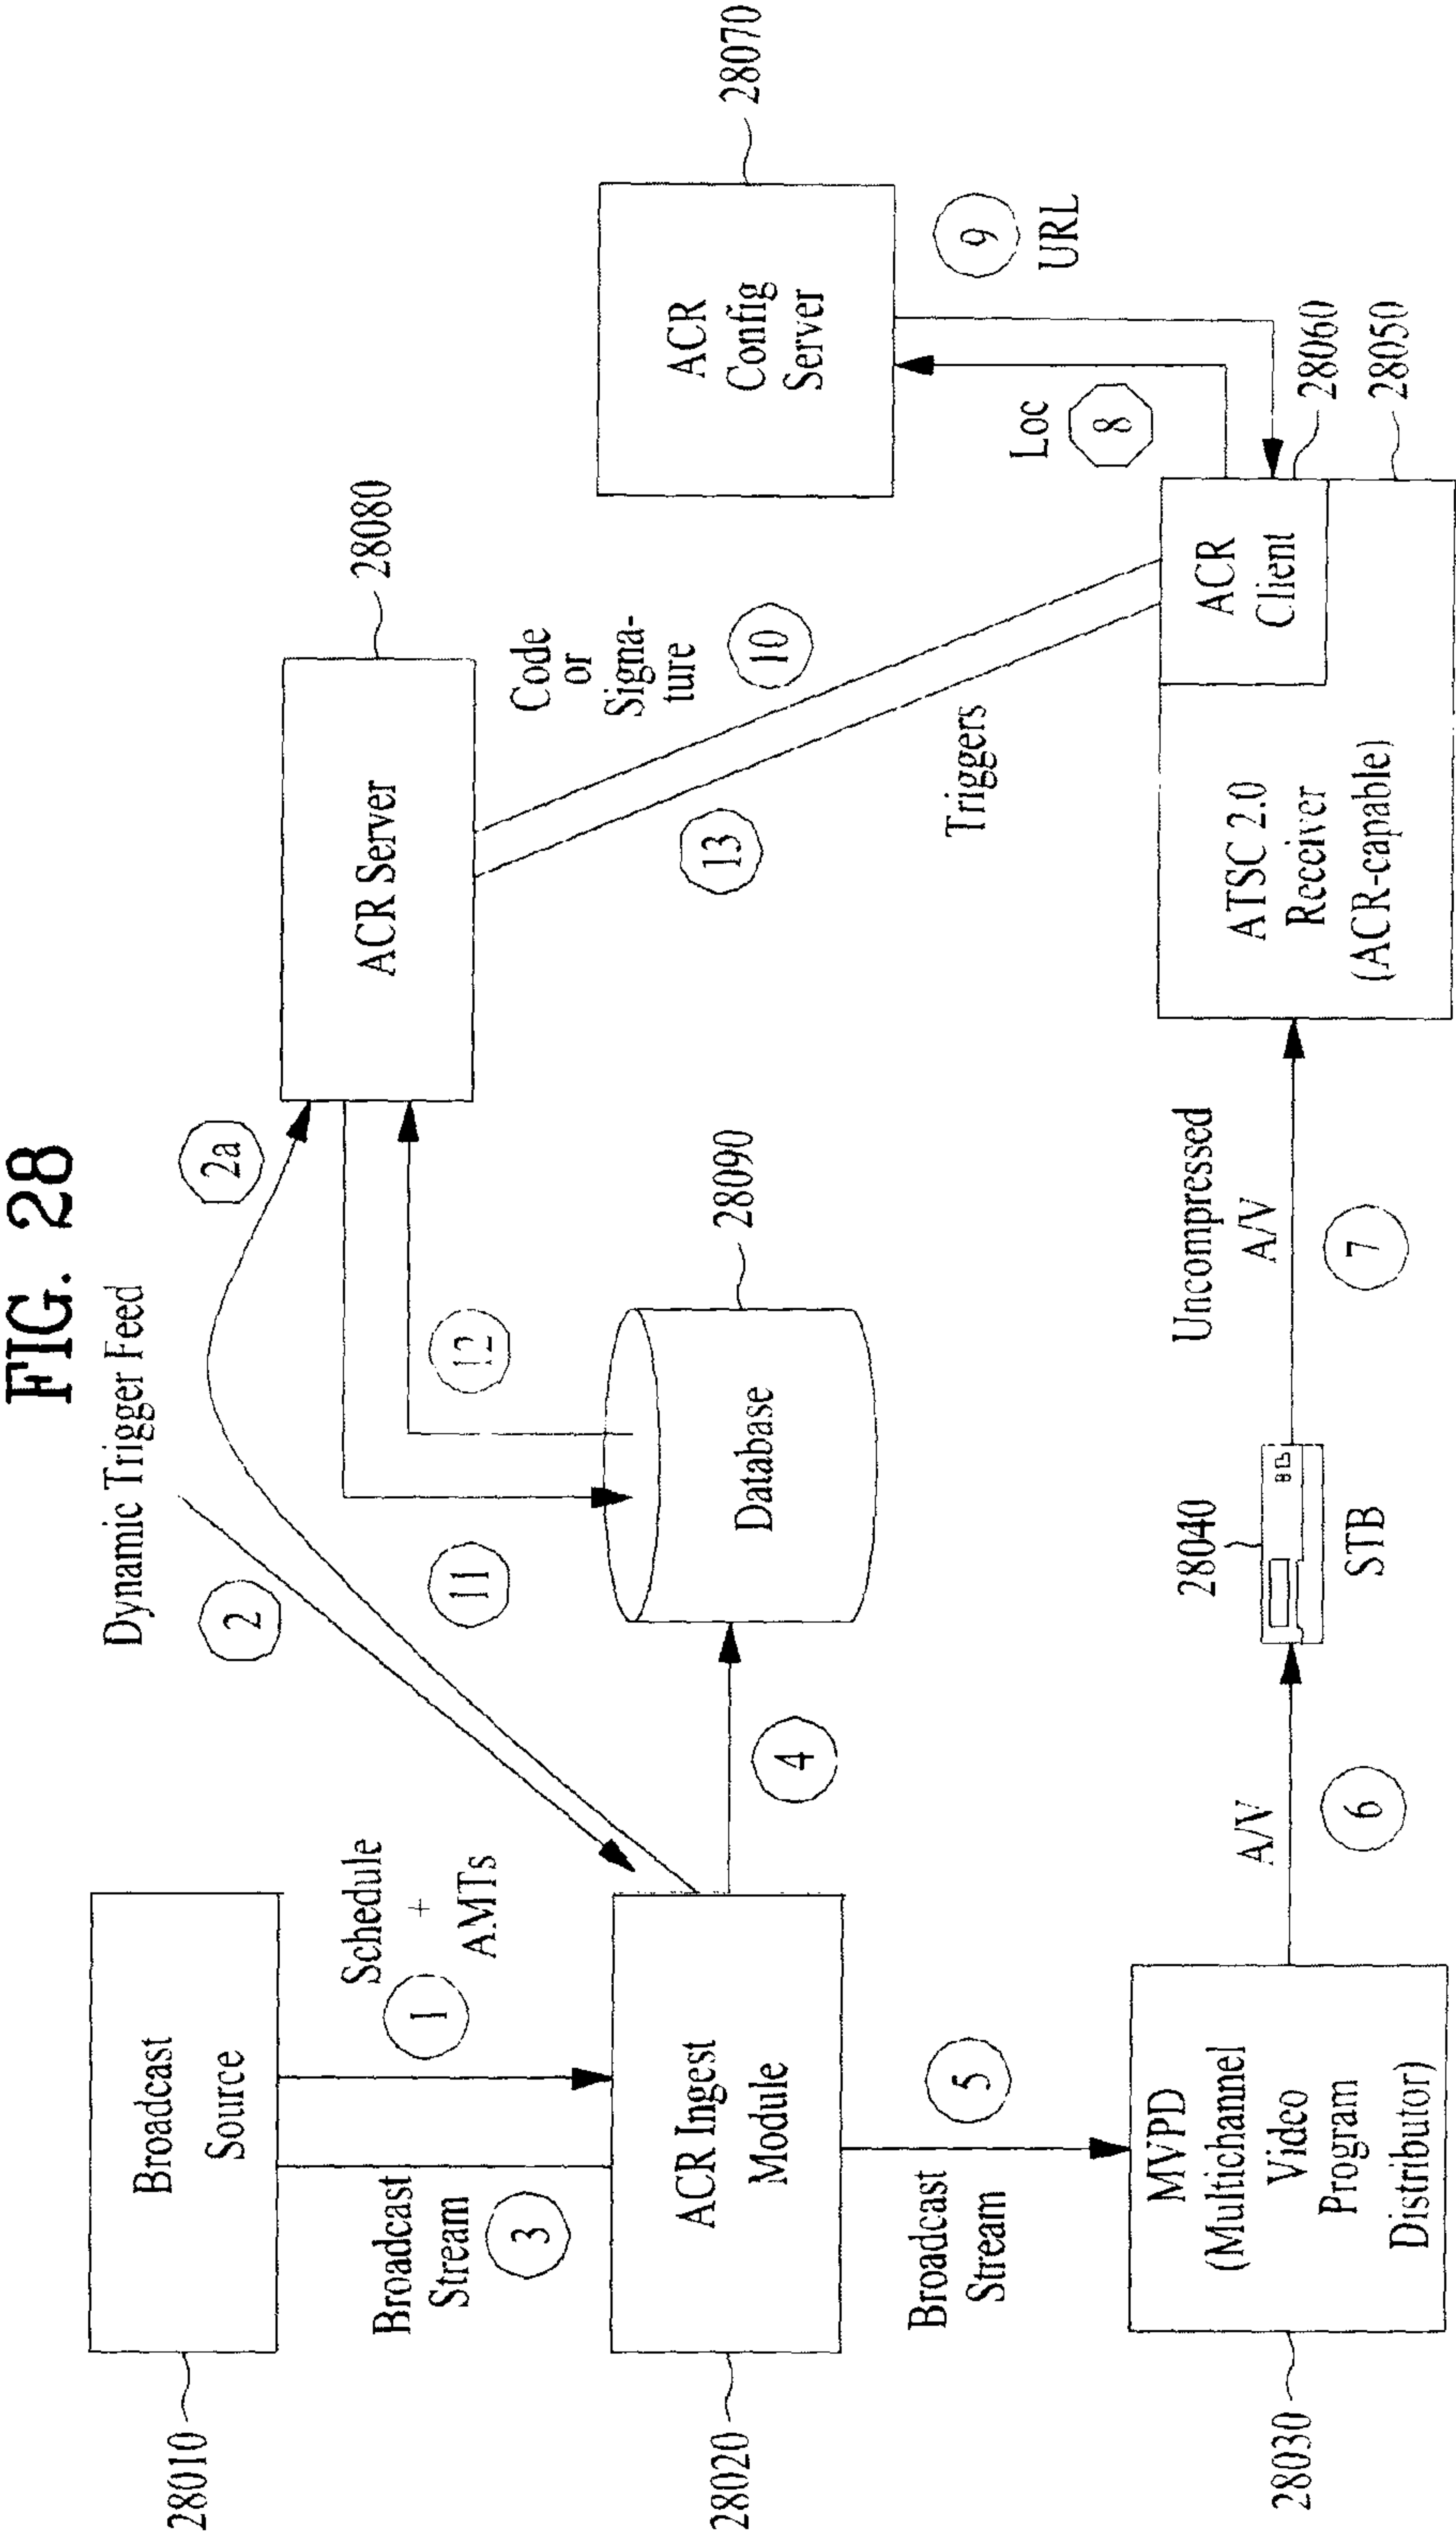 FIG. 28
Dynamic Trigger Feed
2
2a
28010
Broadcast
Source
Schedule
+
AMTs
1
Broadcast
Stream
3
28020
ACR Ingest
Module
4
11
12
Database
28090
ACR Server
28080
Code
or
Signa-
ture
10
13
Triggers
ACR
Config
Server
28070
9
URL
Loc
8
Broadcast
Stream
5
28030
MVPD
(Multichannel
Video
Program
Distributor)
A/V
6
28040
STB
Uncompressed
A/V
7
ATSC 2.0
Receiver
(ACR-capable)
ACR
Client
28060
28050